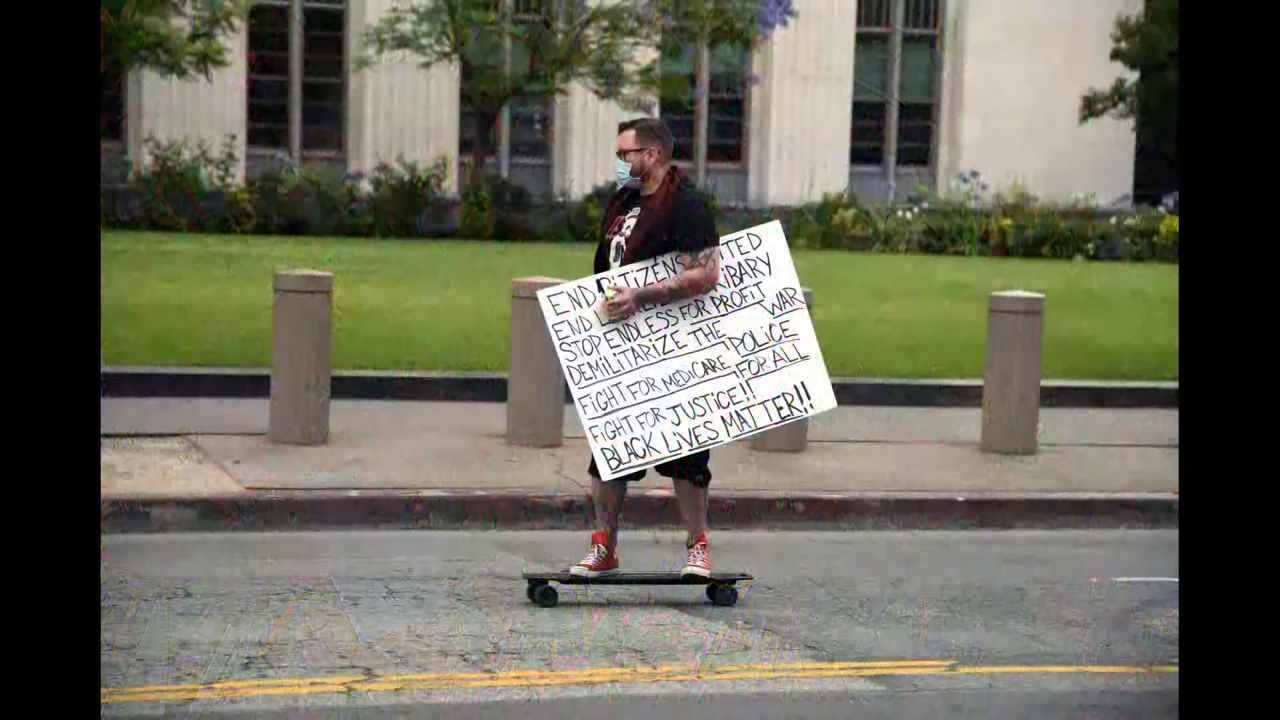 END CITIZENS UNITED
END BRIBARY
STOP ENDLESS FOR PROFIT WAR
DEMILITARIZE THE POLICE
FIGHT FOR MEDICARE FOR ALL
FIGHT FOR JUSTICE!!
BLACK LIVES MATTER!!